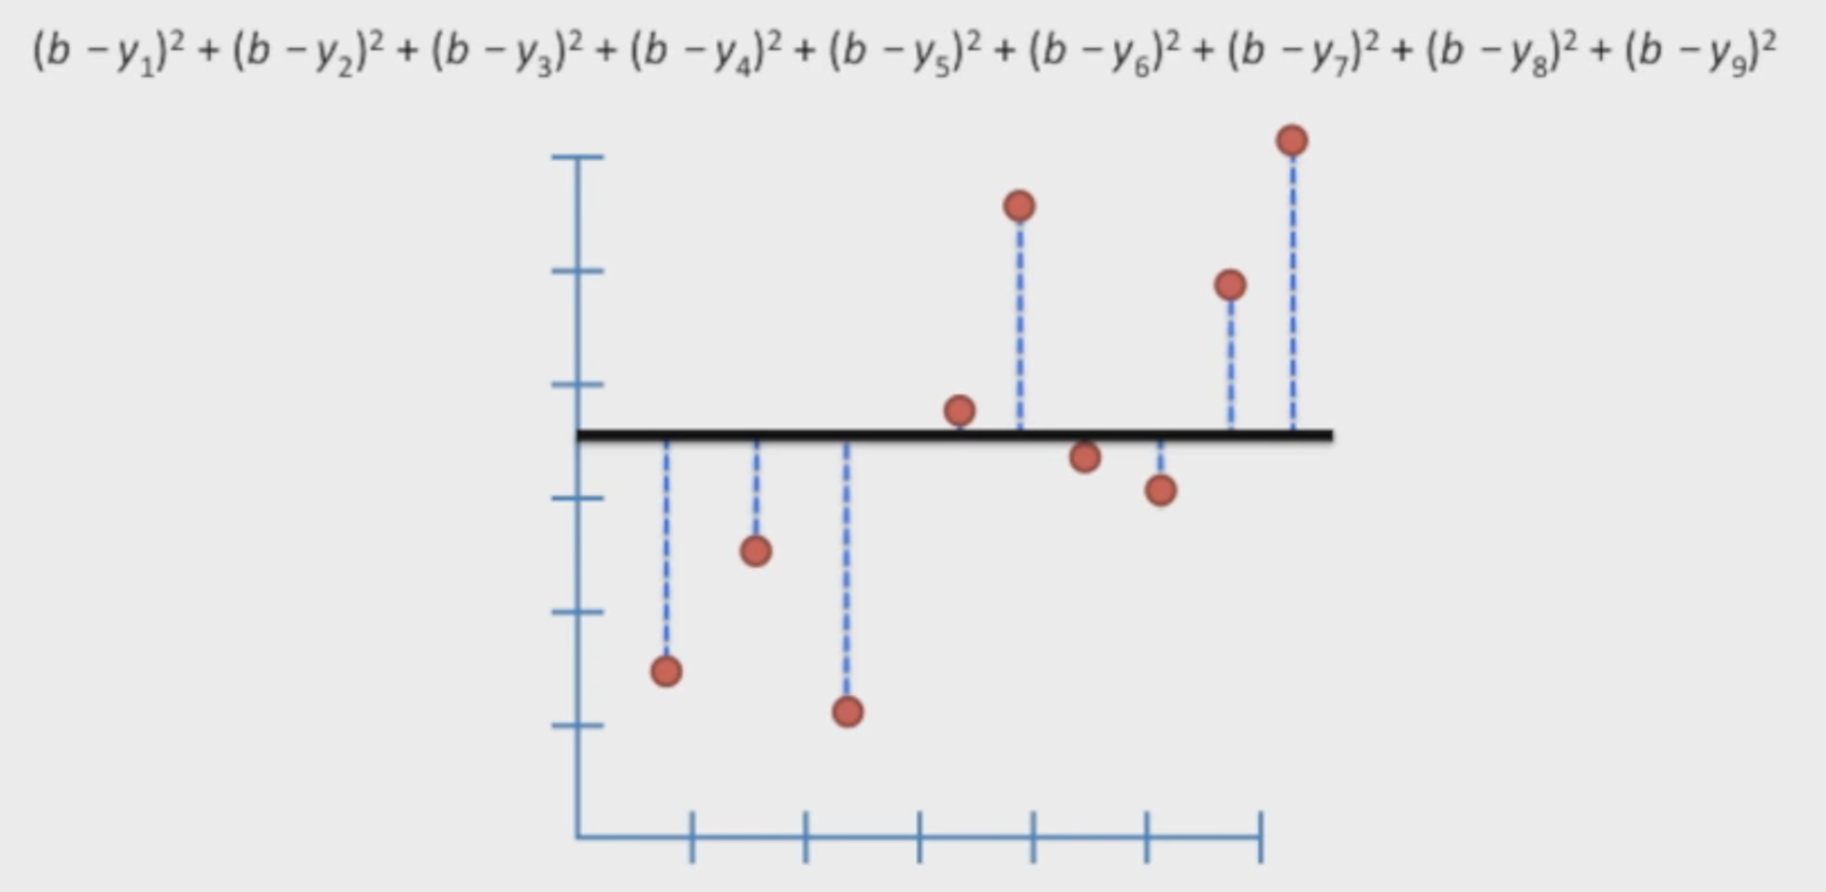 (b – y₁)² + (b – y₂)² + (b – y₃)² + (b – y₄)² + (b – y₅)² + (b – y₆)² + (b – y₇)² + (b – y₈)² + (b – y₉)²